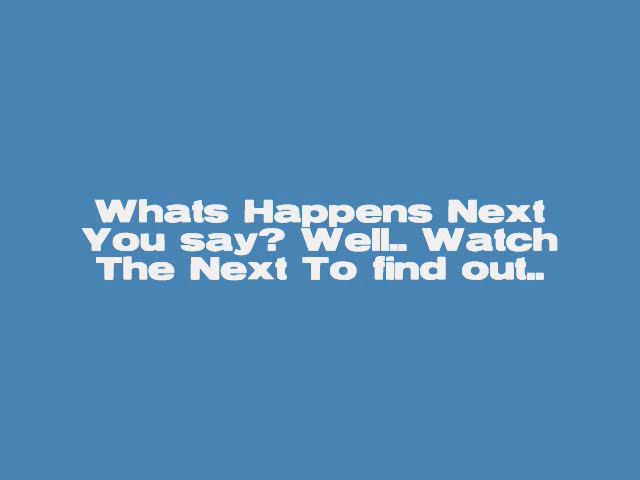 Whats Happens Next
You say? Well.. Watch
The Next To find out..